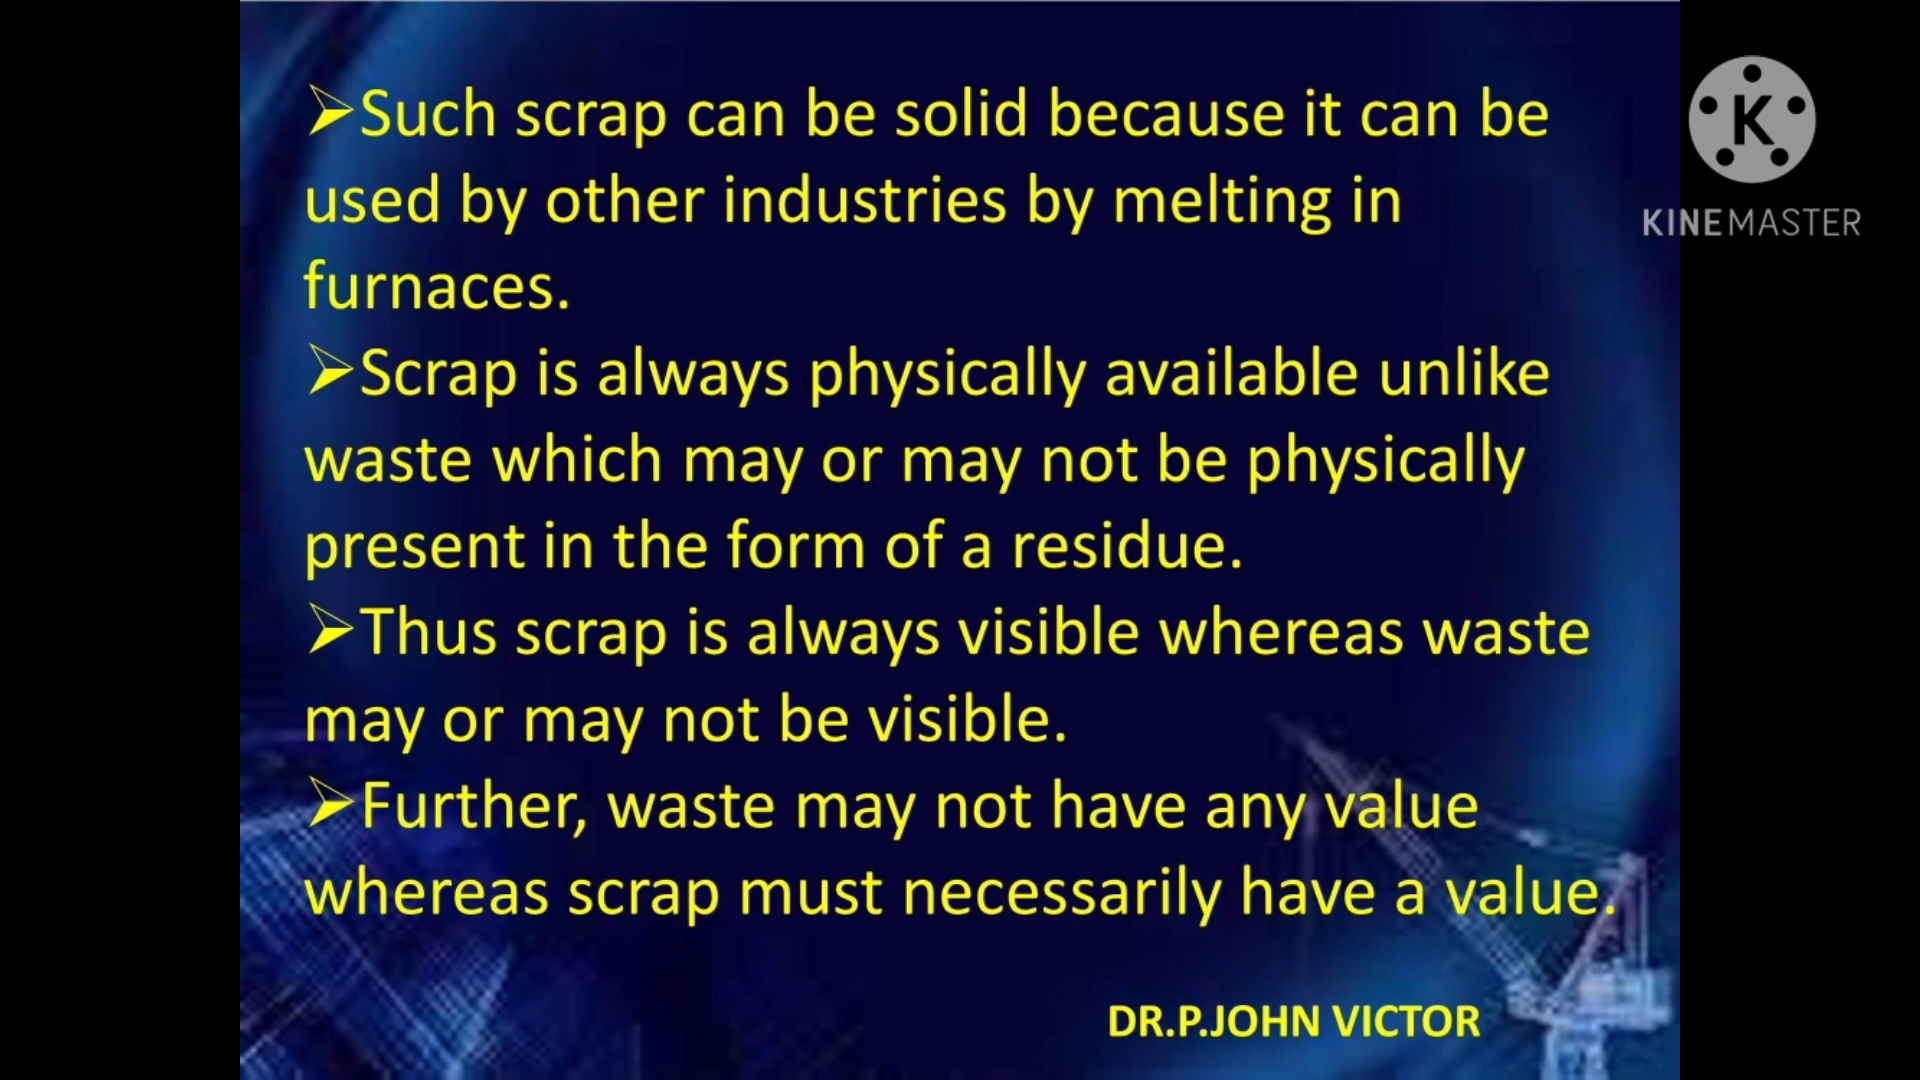 ➢Such scrap can be solid because it can be
used by other industries by melting in
furnaces.
➢Scrap is always physically available unlike
waste which may or may not be physically
present in the form of a residue.
➢Thus scrap is always visible whereas waste
may or may not be visible.
➢Further, waste may not have any value
whereas scrap must necessarily have a value.
DR.P.JOHN VICTOR
K
KINEMASTER